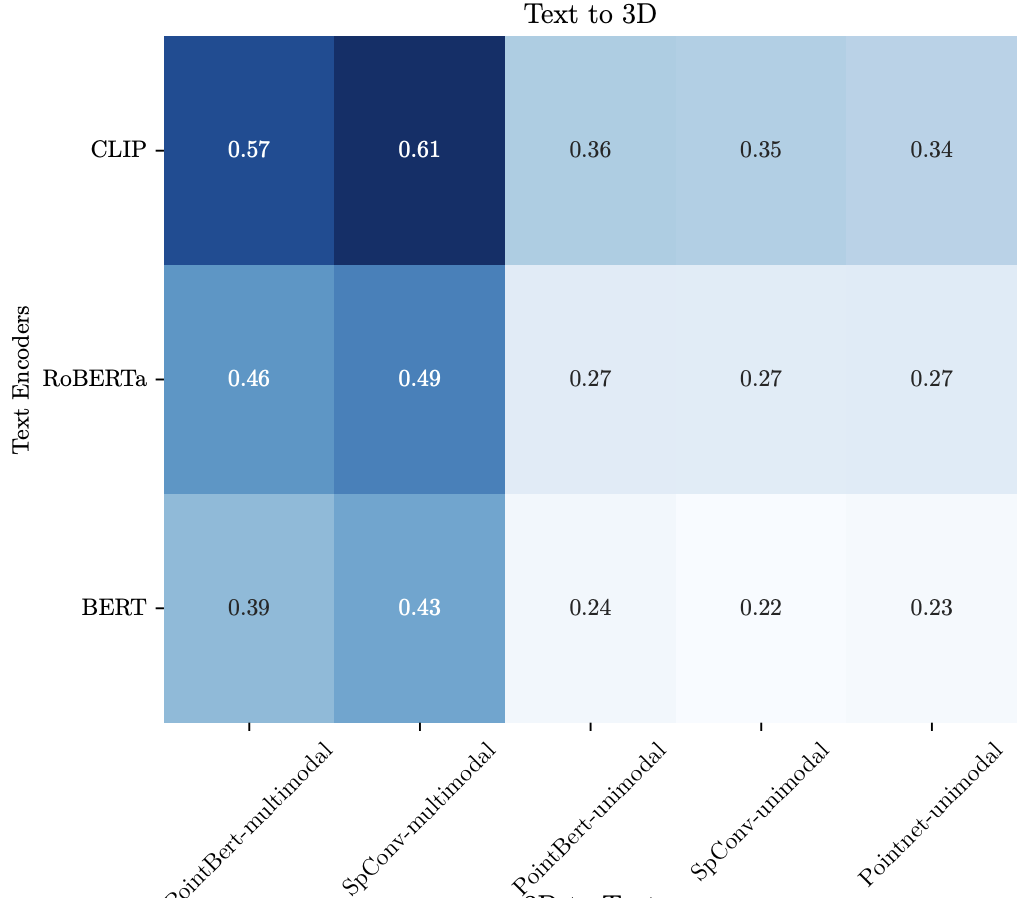 Text to 3D
Text Encoders
CLIP 0.57 0.61 0.36 0.35 0.34
RoBERTa 0.46 0.49 0.27 0.27 0.27
BERT 0.39 0.43 0.24 0.22 0.23
PointBert-multimodal
SpConv-multimodal
PointBert-unimodal
SpConv-unimodal
Pointnet-unimodal